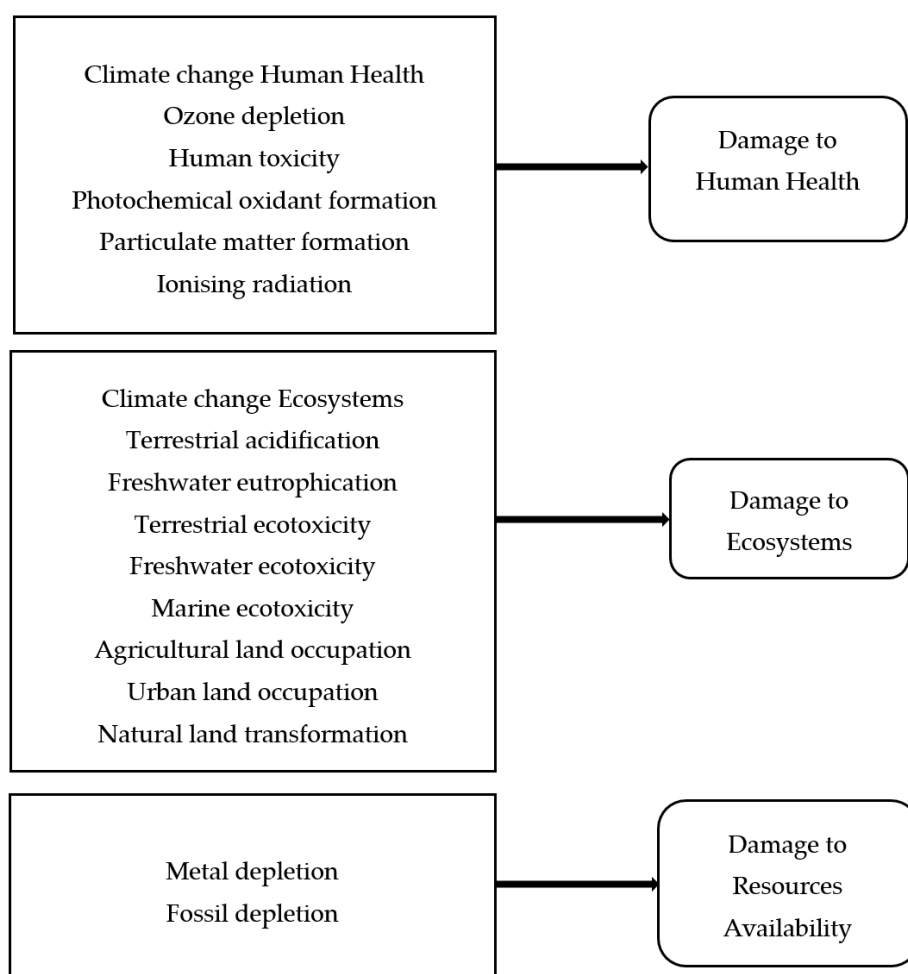 Climate change Human Health
Ozone depletion
Human toxicity
Photochemical oxidant formation
Particulate matter formation
Ionising radiation
Damage to
Human Health
Climate change Ecosystems
Terrestrial acidification
Freshwater eutrophication
Terrestrial ecotoxicity
Freshwater ecotoxicity
Marine ecotoxicity
Agricultural land occupation
Urban land occupation
Natural land transformation
Damage to
Ecosystems
Metal depletion
Fossil depletion
Damage to
Resources
Availability